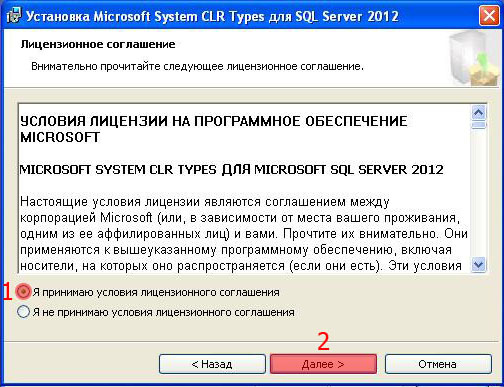 Установка Microsoft System CLR Types для SQL Server 2012
Лицензионное соглашение
Внимательно прочитайте следующее лицензионное соглашение.
УСЛОВИЯ ЛИЦЕНЗИИ НА ПРОГРАММНОЕ ОБЕСПЕЧЕНИЕ
MICROSOFT
MICROSOFT SYSTEM CLR TYPES ДЛЯ MICROSOFT SQL SERVER 2012
Настоящие условия лицензии являются соглашением между
корпорацией Microsoft (или, в зависимости от места вашего проживания,
одним из ее аффилированных лиц) и вами. Прочтите их внимательно. Они
применяются к вышеуказанному программному обеспечению, включая
носители, на которых оно распространяется (если они есть). Эти условия
1 Я принимаю условия лицензионного соглашения
Я не принимаю условия лицензионного соглашения
2
< Назад Далее > Отмена